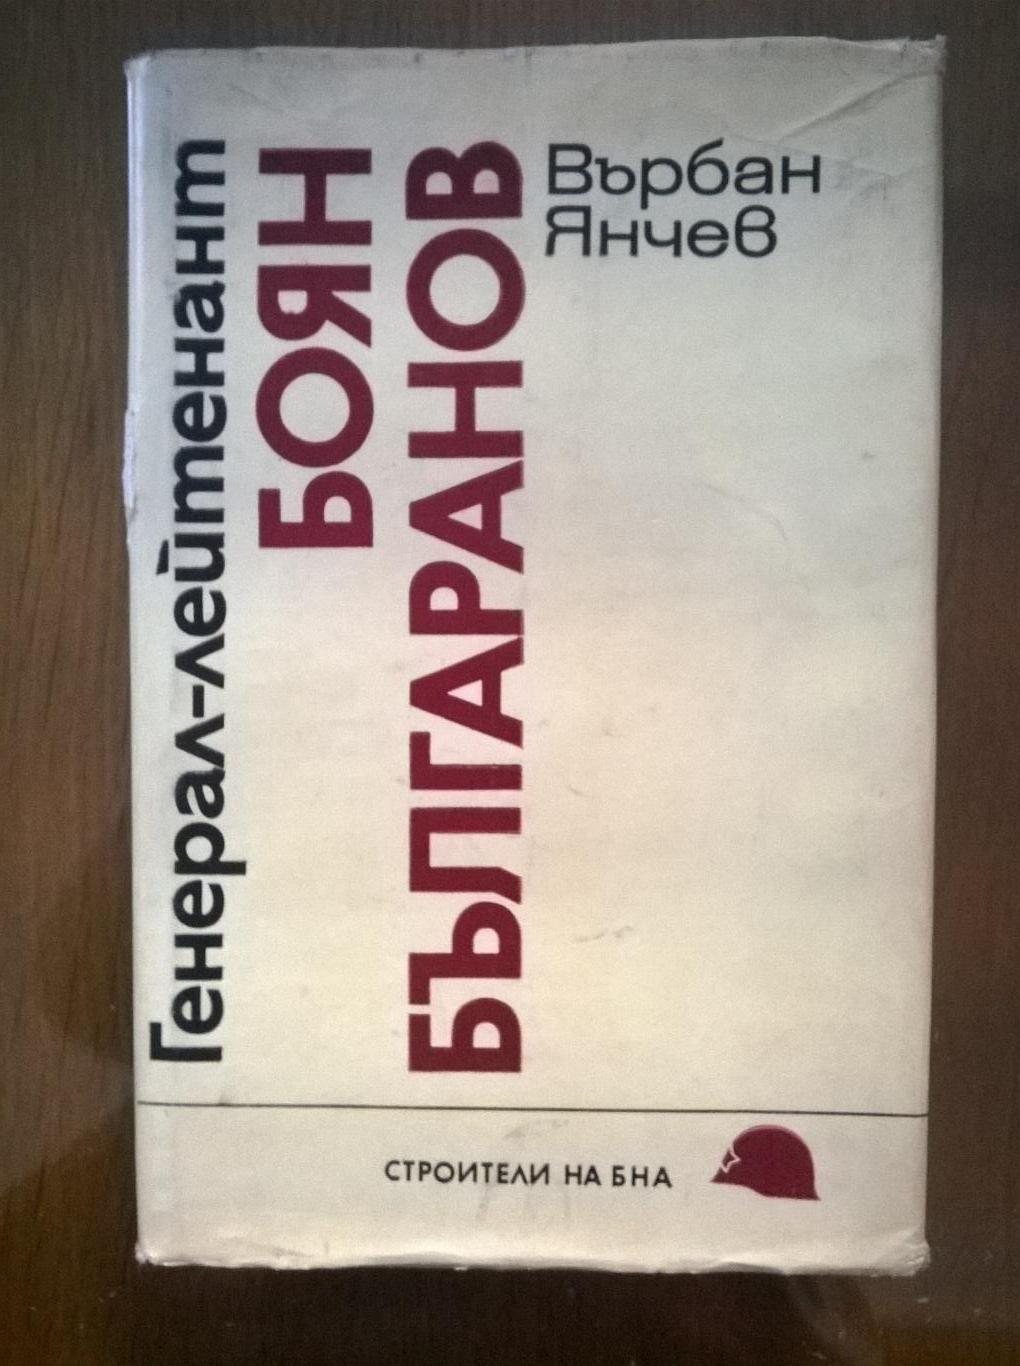 Генерал-лейтенант
БОЯН
БЪЛГАРАНОВ
Върбан
Янчев
СТРОИТЕЛИ НА БНА